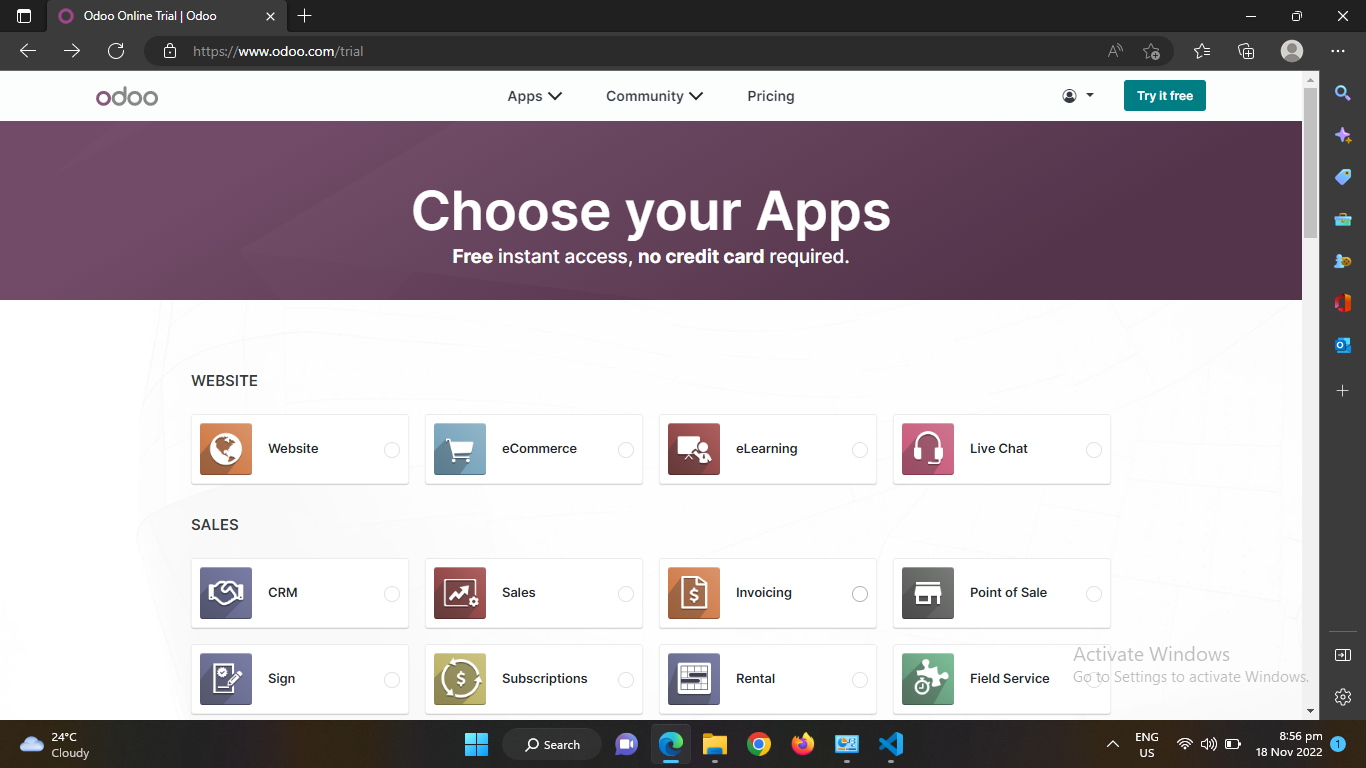 Odoo Online Trial | Odoo
https://www.odoo.com/trial
odoo
Apps
Community
Pricing
Try it free
Choose your Apps
Free instant access, no credit card required.
WEBSITE
Website
eCommerce
eLearning
Live Chat
SALES
CRM
Sales
Invoicing
Point of Sale
Sign
Subscriptions
Rental
Field Service
Activate Windows
Go to Settings to activate Windows.
24°C
Cloudy
Search
ENG
US
8:56 pm
18 Nov 2022
1